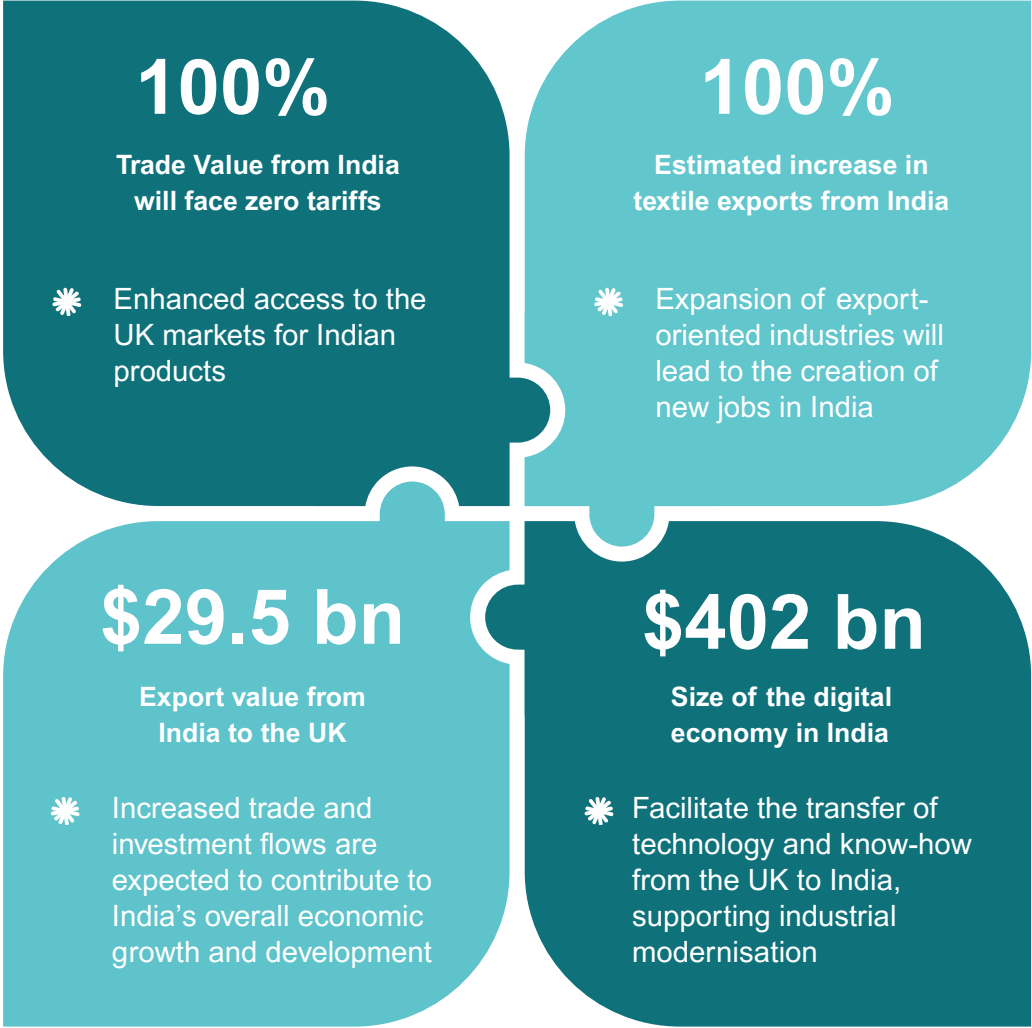 100%
Trade Value from India
will face zero tariffs
Enhanced access to the
UK markets for Indian
products
100%
Estimated increase in
textile exports from India
Expansion of export-
oriented industries will
lead to the creation of
new jobs in India
$29.5 bn
Export value from
India to the UK
Increased trade and
investment flows are
expected to contribute to
India’s overall economic
growth and development
$402 bn
Size of the digital
economy in India
Facilitate the transfer of
technology and know-how
from the UK to India,
supporting industrial
modernisation